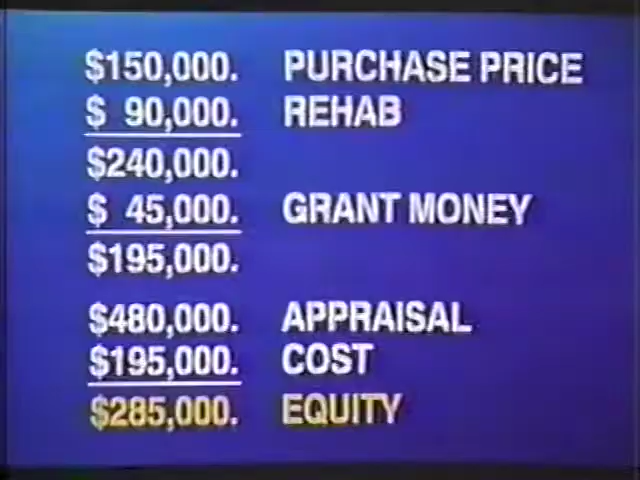 $150,000. PURCHASE PRICE
$ 90,000. REHAB
$240,000.
$ 45,000. GRANT MONEY
$195,000.
$480,000. APPRAISAL
$195,000. COST
$285,000. EQUITY